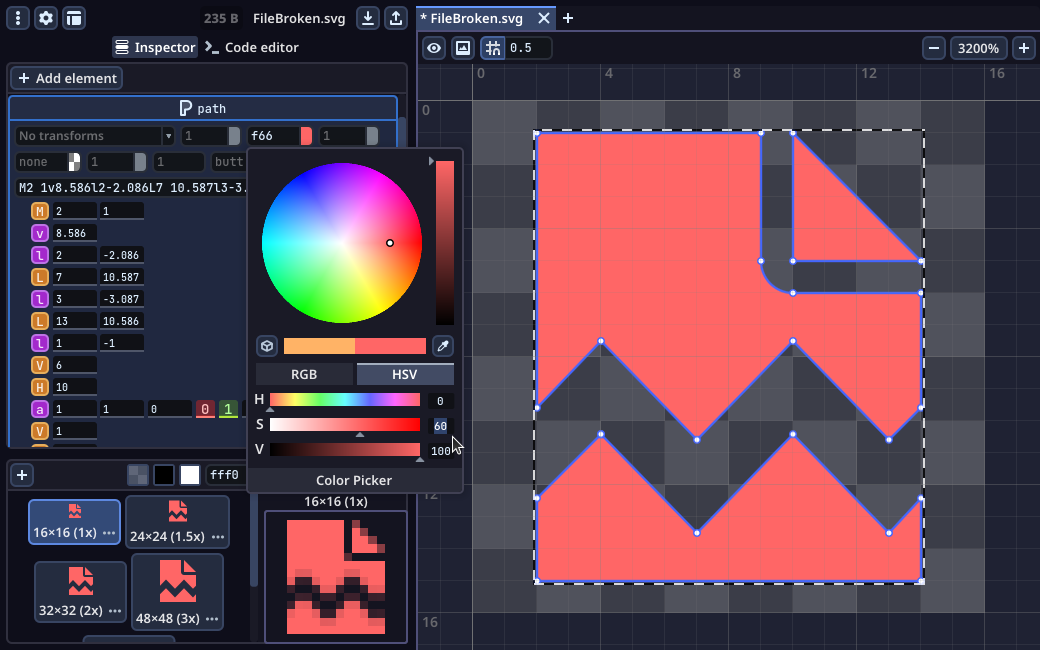 235 B FileBroken.svg
Inspector Code editor
Add element
path
No transforms 1 f66 1
none 1 1 butt
M2 1v8.586l2-2.086L7 10.587l3-3.
M 2 1
v 8.586
l 2 -2.086
L 7 10.587
l 3 -3.087
L 13 10.586
l 1 -1
V 6
H 10
a 1 1 0 0 1
V 1
RGB HSV
H 0
S 60
V 100
Color Picker
fff0
16×16 (1x)
24×24 (1.5x)
32×32 (2x)
48×48 (3x)
16×16 (1x)
* FileBroken.svg
0.5
3200%
0 4 8 12 16
0
12
16